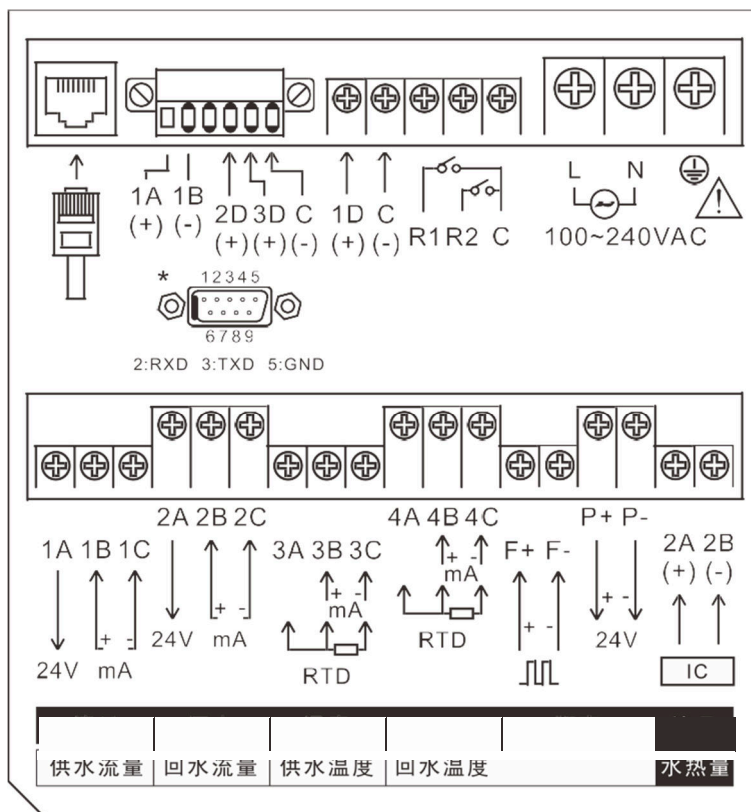 1A 1B 2D 3D C 1D C R1 R2 C L N
(+) (-) (+) (+) (-) (+) (-) 100~240VAC
* 12345
6789
2:RXD 3:TXD 5:GND
2A 2B 2C 4A 4B 4C P+ P-
1A 1B 1C 3A 3B 3C F+ F- 2A 2B
(+) (-)
+ - mA + - mA
+ - 24V mA + - RTD + - 24V
24V mA RTD IC
供水流量 回水流量 供水温度 回水温度 水热量